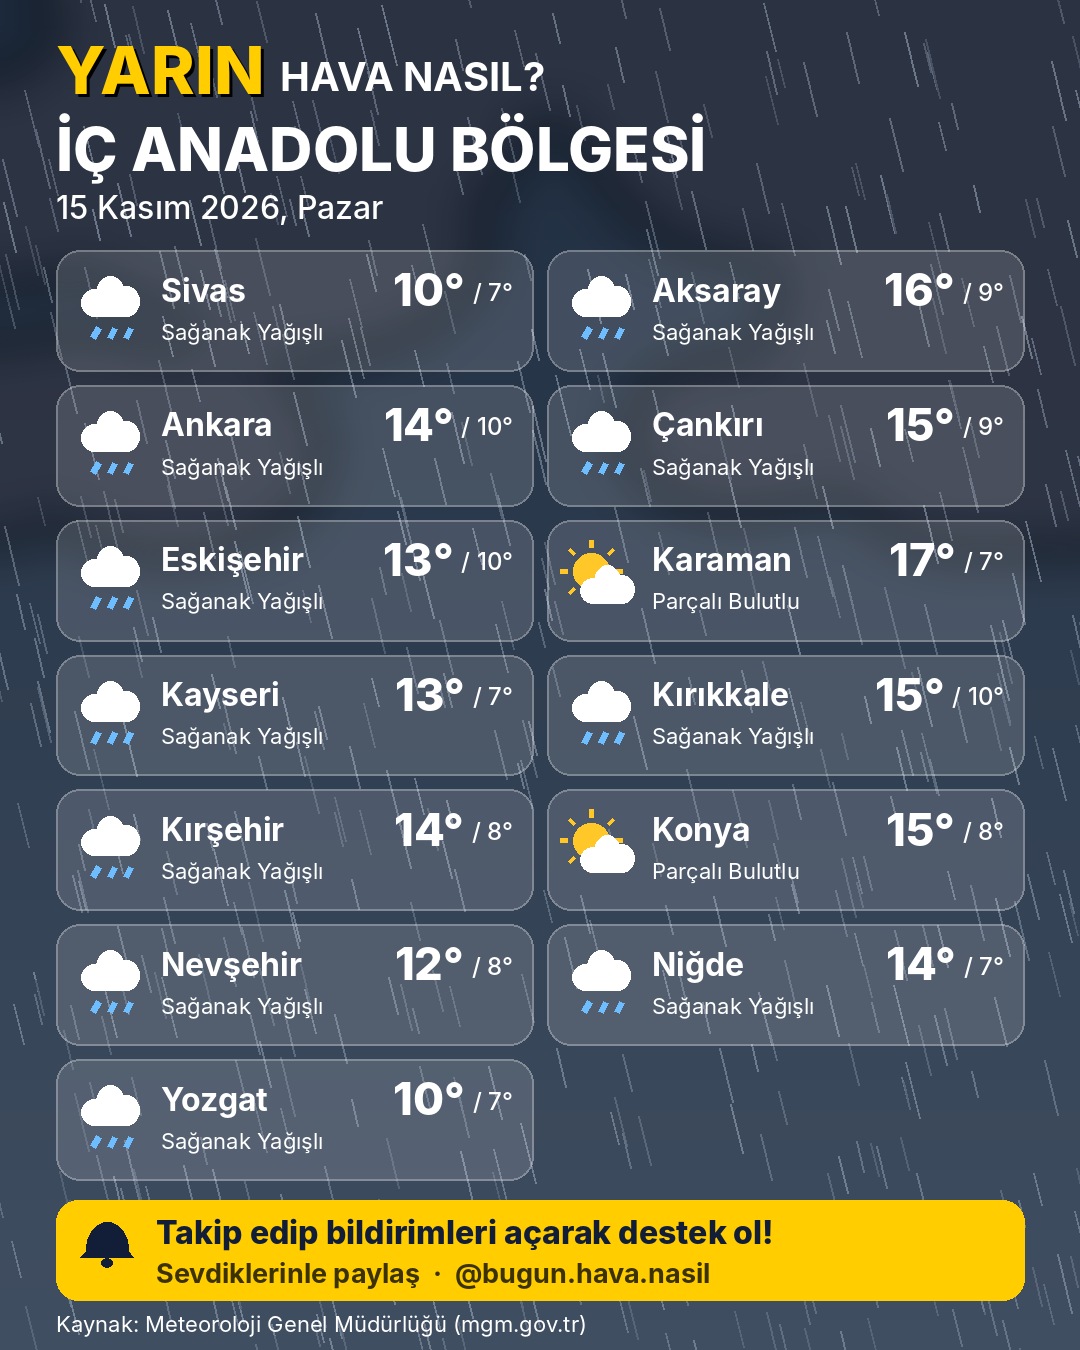 YARIN HAVA NASIL?
İÇ ANADOLU BÖLGESİ
15 Kasım 2026, Pazar
Sivas 10° / 7°
Sağanak Yağışlı
Aksaray 16° / 9°
Sağanak Yağışlı
Ankara 14° / 10°
Sağanak Yağışlı
Çankırı 15° / 9°
Sağanak Yağışlı
Eskişehir 13° / 10°
Sağanak Yağışlı
Karaman 17° / 7°
Parçalı Bulutlu
Kayseri 13° / 7°
Sağanak Yağışlı
Kırıkkale 15° / 10°
Sağanak Yağışlı
Kırşehir 14° / 8°
Sağanak Yağışlı
Konya 15° / 8°
Parçalı Bulutlu
Nevşehir 12° / 8°
Sağanak Yağışlı
Niğde 14° / 7°
Sağanak Yağışlı
Yozgat 10° / 7°
Sağanak Yağışlı
Takip edip bildirimleri açarak destek ol!
Sevdiklerinle paylaş · @bugun.hava.nasil
Kaynak: Meteoroloji Genel Müdürlüğü (mgm.gov.tr)